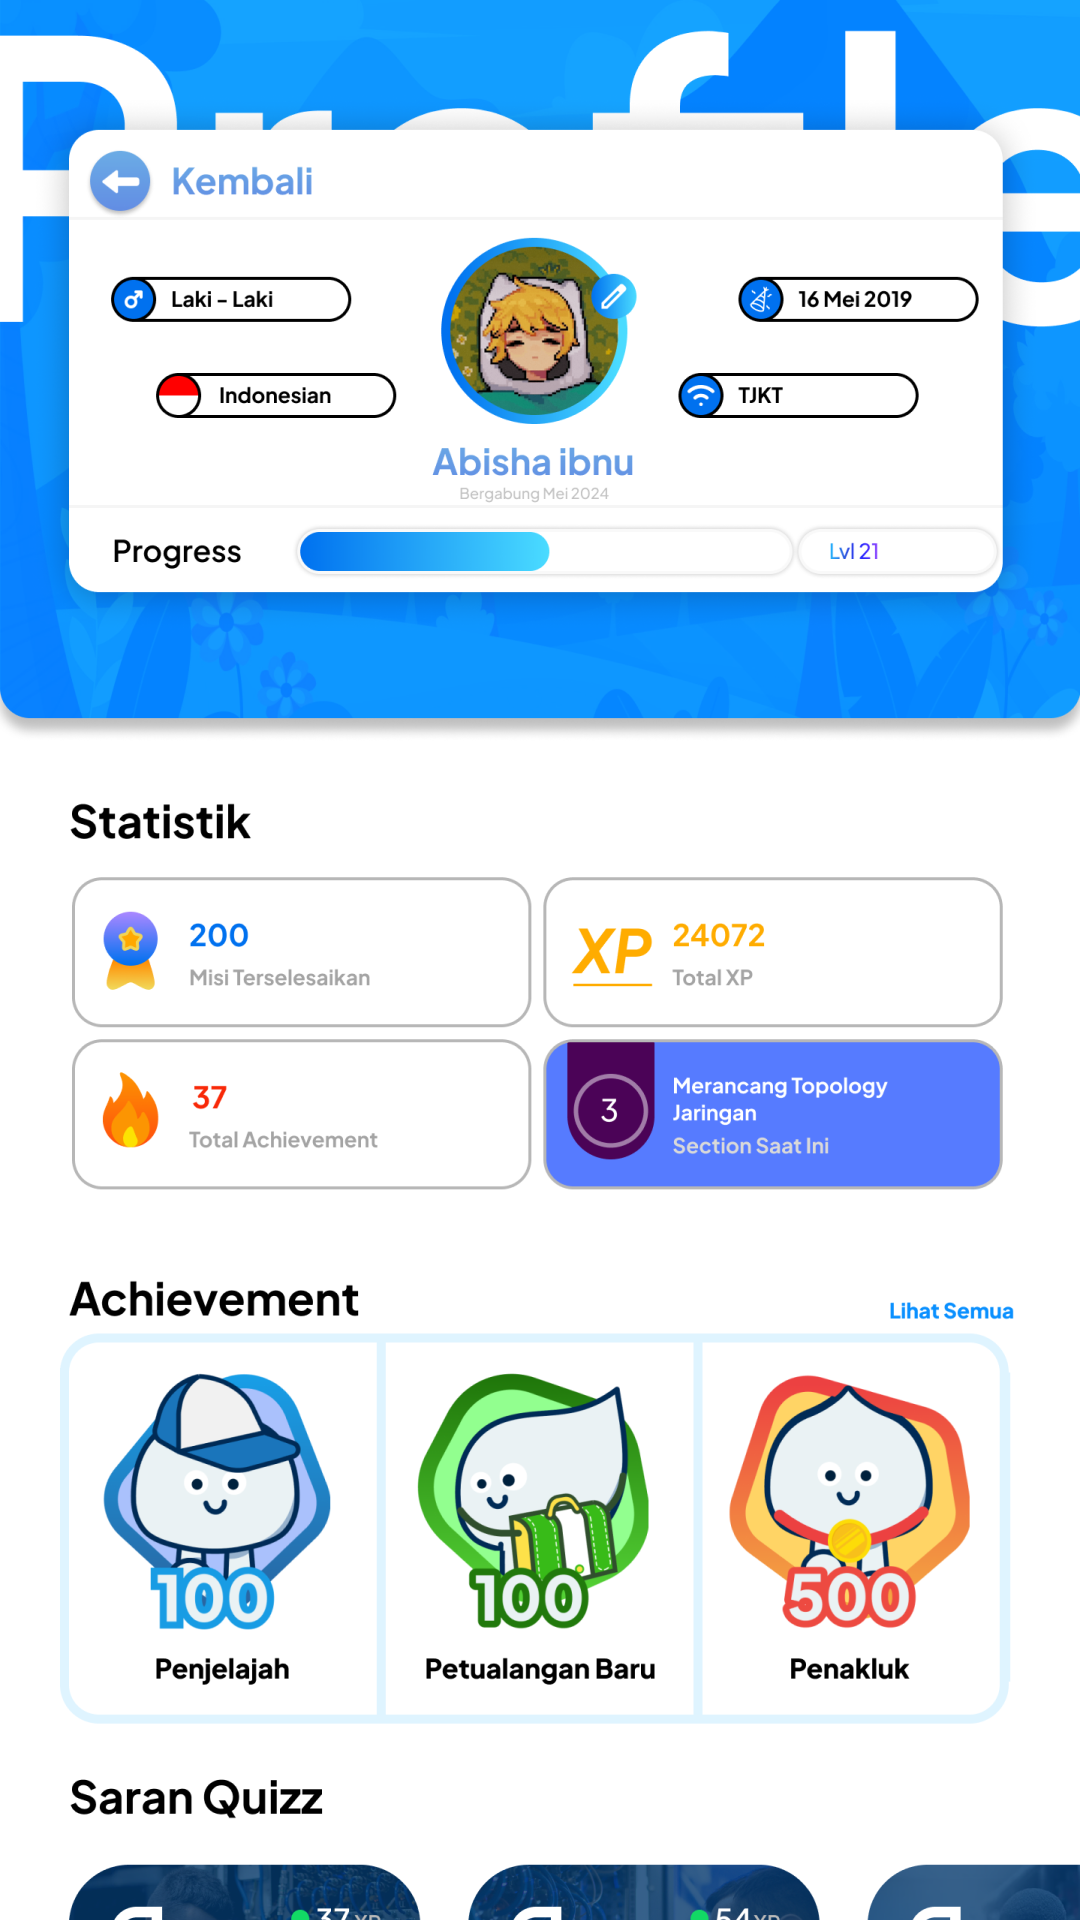 Profile
Kembali
Laki - Laki
16 Mei 2019
Indonesian
TJKT
Abisha ibnu
Bergabung Mei 2024
Progress
Lvl 21
Statistik
200
Misi Terselesaikan
XP
24072
Total XP
37
Total Achievement
3
Merancang Topology
Jaringan
Section Saat Ini
Achievement
Lihat Semua
100
100
500
Penjelajah
Petualangan Baru
Penakluk
Saran Quizz
37 XP
54 XP